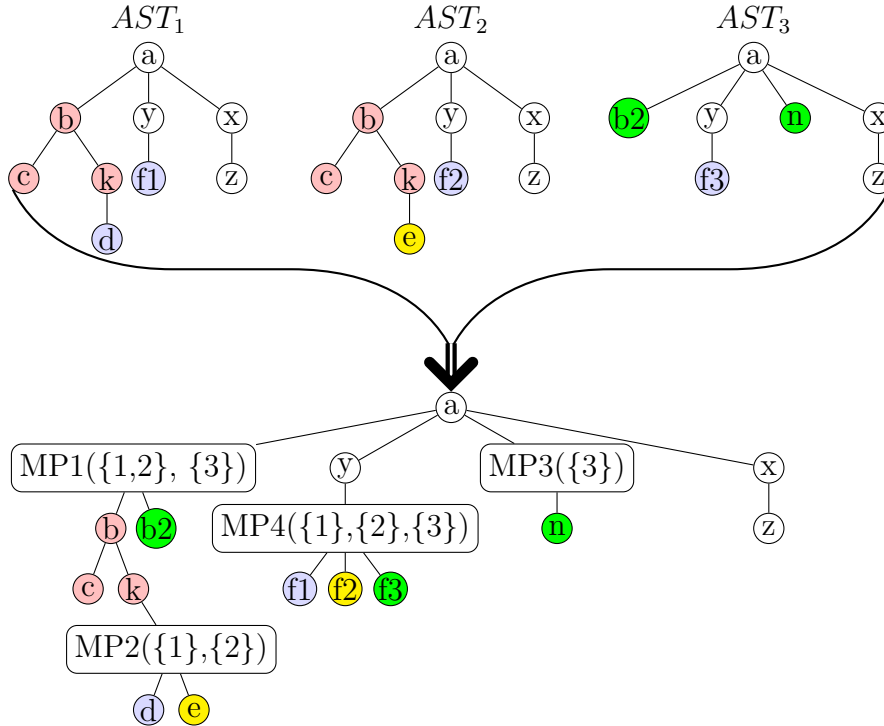 AST1 AST2 AST3
a a a
b y x b y x b2 y n x
c k f1 z c k f2 z f3 z
d e
a
MP1({1,2}, {3}) y MP3({3}) x
b b2 MP4({1},{2},{3}) n z
c k f1 f2 f3
MP2({1},{2})
d e